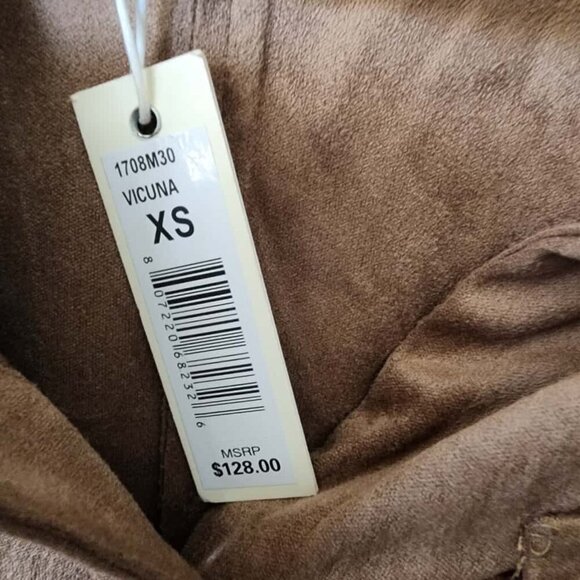 1708M30
VICUNA
XS
8 07220 68232 6
MSRP
$128.00